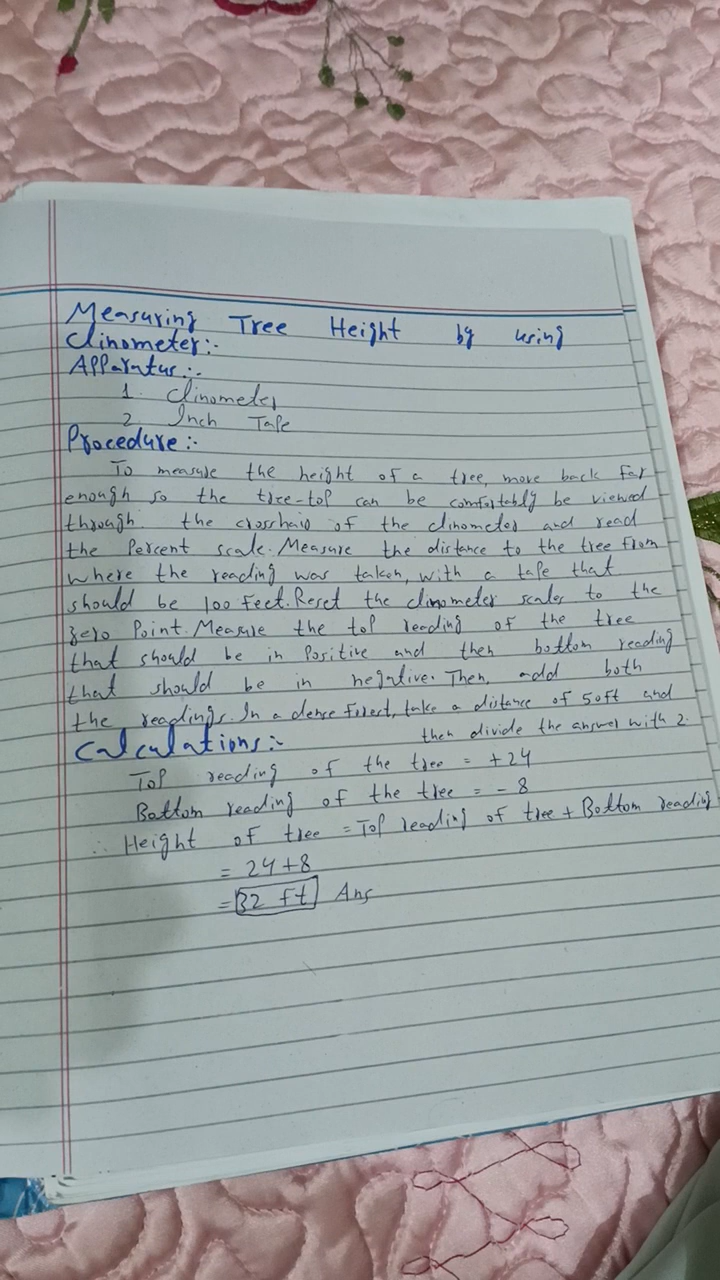 Measuring Tree Height by using
Clinometer:-
Apparatus:-
1. Clinometer
2. Inch Tape
Procedure:-
To measure the height of a tree, move back far
enough so the tree-top can be comfortably be viewed
through the crosshair of the clinometer and read
the Percent scale. Measure the distance to the tree from
where the reading was taken, with a tape that
should be 100 feet. Reset the clinometer scales to the
Zero Point. Measure the top reading of the tree
that should be in Positive and then bottom reading
that should be in negative. Then, add both
the readings. In a dense forest, take a distance of 50ft and
then divide the answer with 2.
Calculations:-
Top reading of the tree = +24
Bottom reading of the tree = - 8
∴ Height of tree = Top reading of tree + Bottom reading
= 24+8
= 32 ft Ans